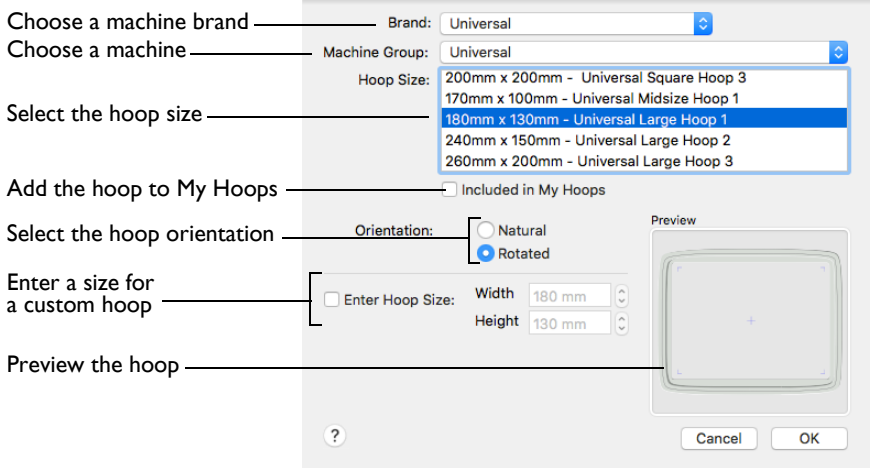 Choose a machine brand
Brand: Universal
Choose a machine
Machine Group: Universal
Hoop Size:
200mm x 200mm - Universal Square Hoop 3
170mm x 100mm - Universal Midsize Hoop 1
Select the hoop size
180mm x 130mm - Universal Large Hoop 1
240mm x 150mm - Universal Large Hoop 2
260mm x 200mm - Universal Large Hoop 3
Add the hoop to My Hoops
Included in My Hoops
Select the hoop orientation
Orientation:
Natural
Rotated
Preview
Enter a size for
a custom hoop
Enter Hoop Size:
Width 180 mm
Height 130 mm
Preview the hoop
?
Cancel
OK